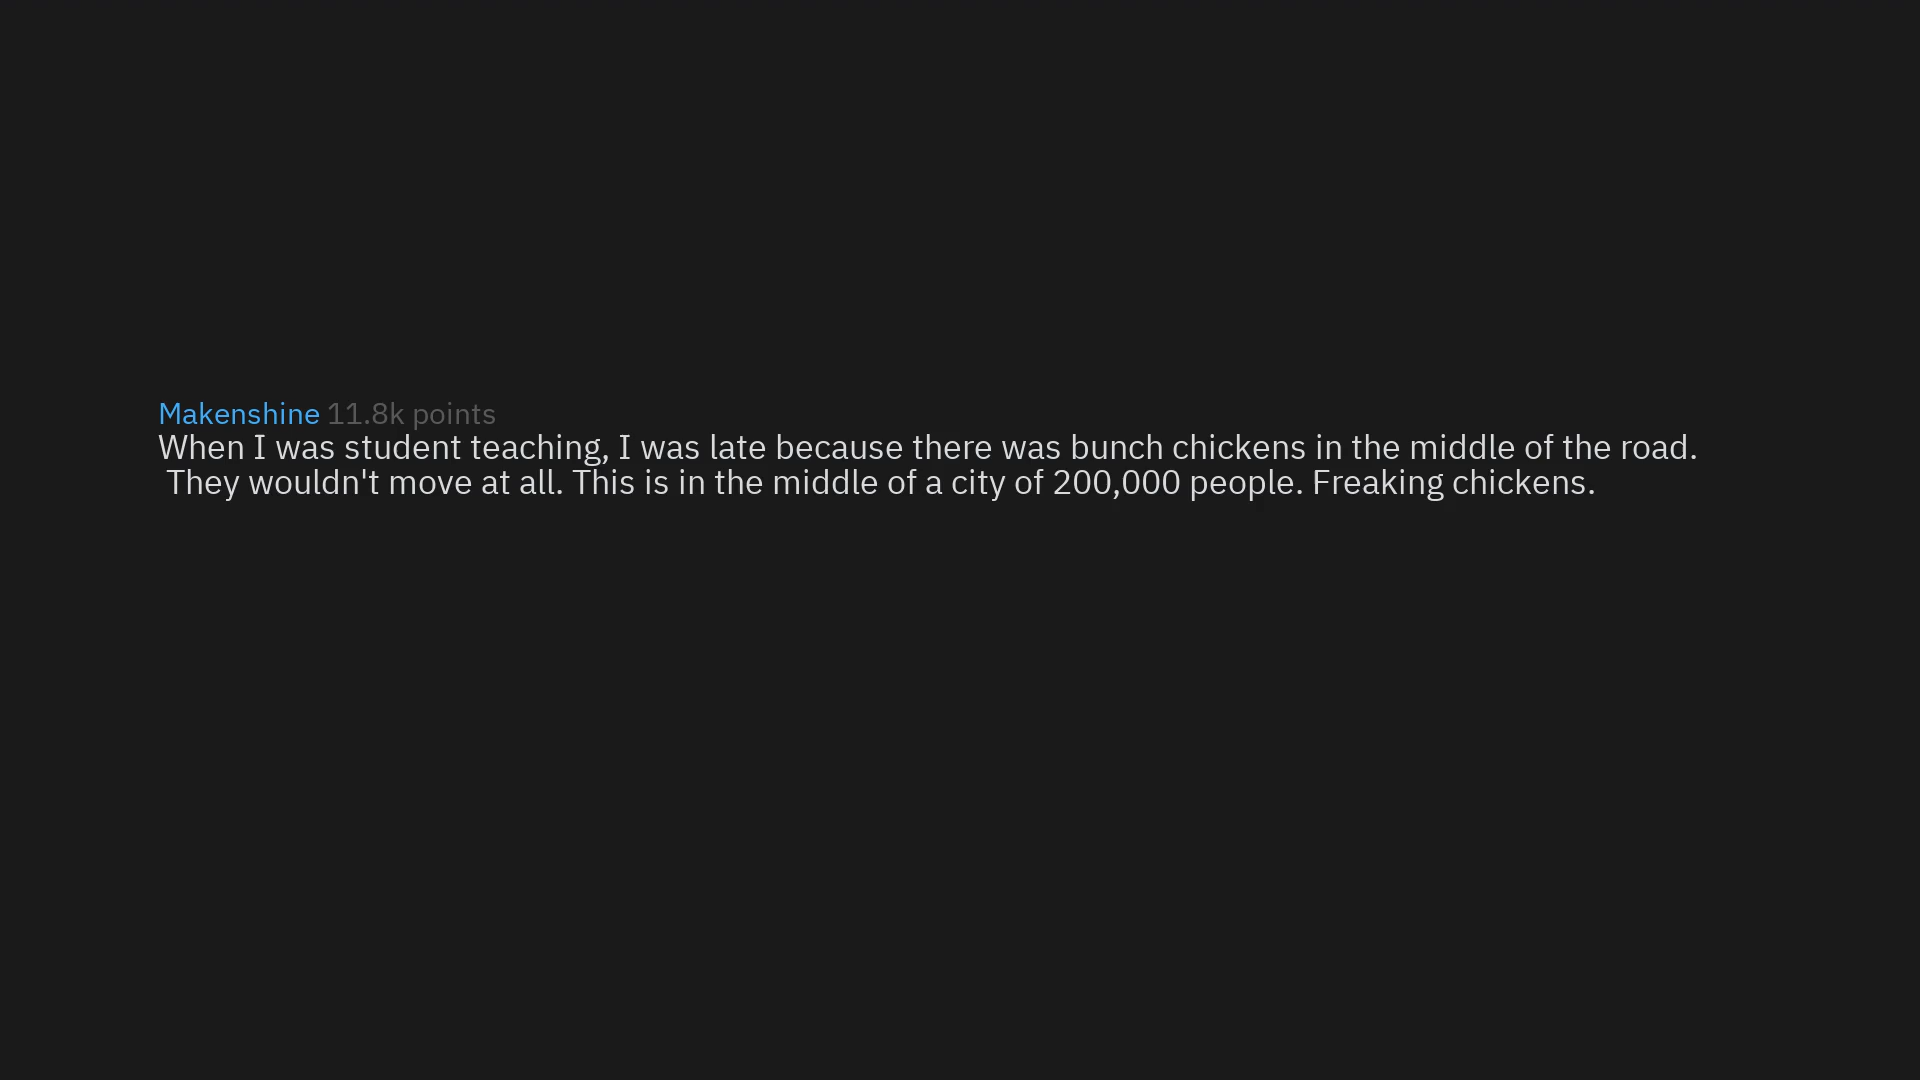 Makenshine 11.8k points
When I was student teaching, I was late because there was bunch chickens in the middle of the road.
They wouldn't move at all. This is in the middle of a city of 200,000 people. Freaking chickens.